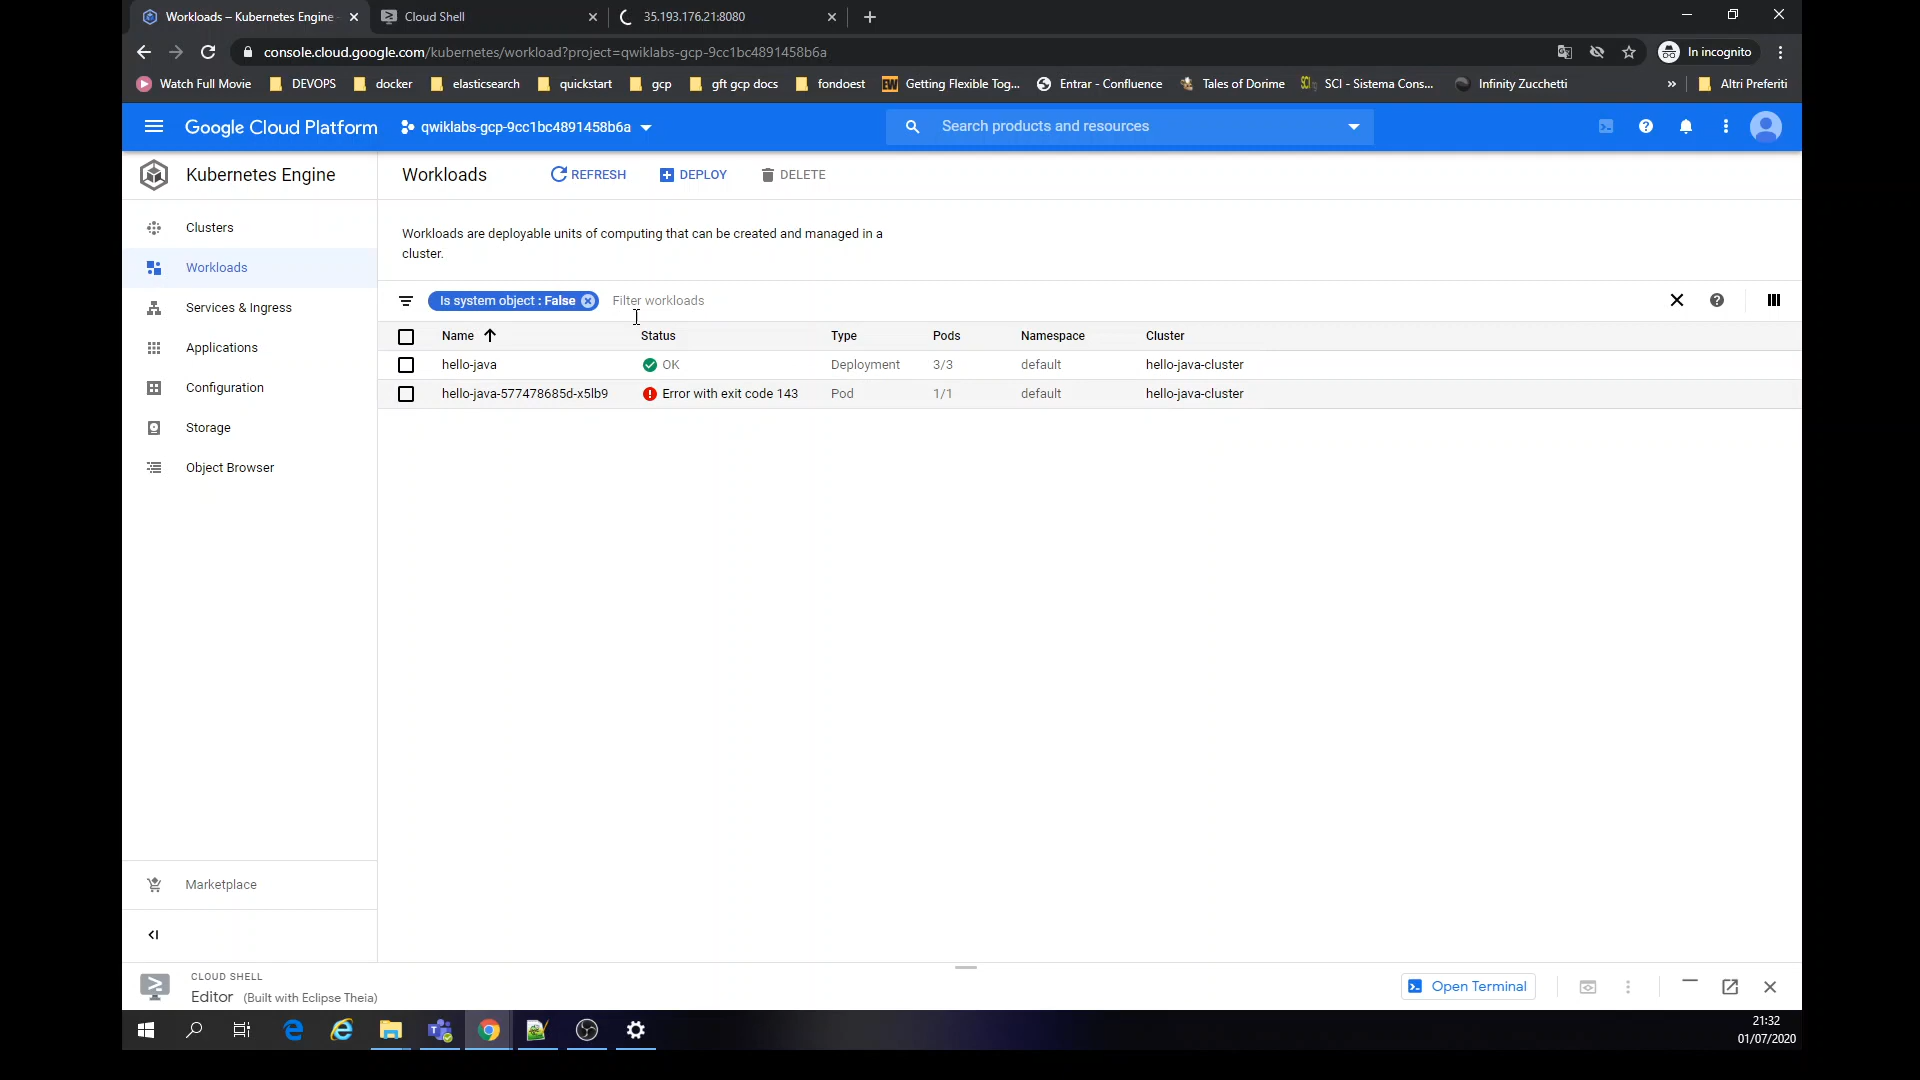 Workloads – Kubernetes Engine
Cloud Shell
35.193.176.21:8080
console.cloud.google.com/kubernetes/workload?project=qwiklabs-gcp-9cc1bc4891458b6a
In incognito
Watch Full Movie
DEVOPS
docker
elasticsearch
quickstart
gcp
gft gcp docs
fondoest
EW
Getting Flexible Tog...
Entrar - Confluence
Tales of Dorime
SCI - Sistema Cons...
Infinity Zucchetti
»
Altri Preferiti
Google Cloud Platform
qwiklabs-gcp-9cc1bc4891458b6a
Search products and resources
Kubernetes Engine
Workloads
REFRESH
DEPLOY
DELETE
Clusters
Workloads
Services & Ingress
Applications
Configuration
Storage
Object Browser
Marketplace
Workloads are deployable units of computing that can be created and managed in a
cluster.
Is system object : False
Filter workloads
Name Status Type Pods Namespace Cluster
hello-java OK Deployment 3/3 default hello-java-cluster
hello-java-577478685d-x5lb9 Error with exit code 143 Pod 1/1 default hello-java-cluster
CLOUD SHELL
Editor (Built with Eclipse Theia)
Open Terminal
21:32
01/07/2020